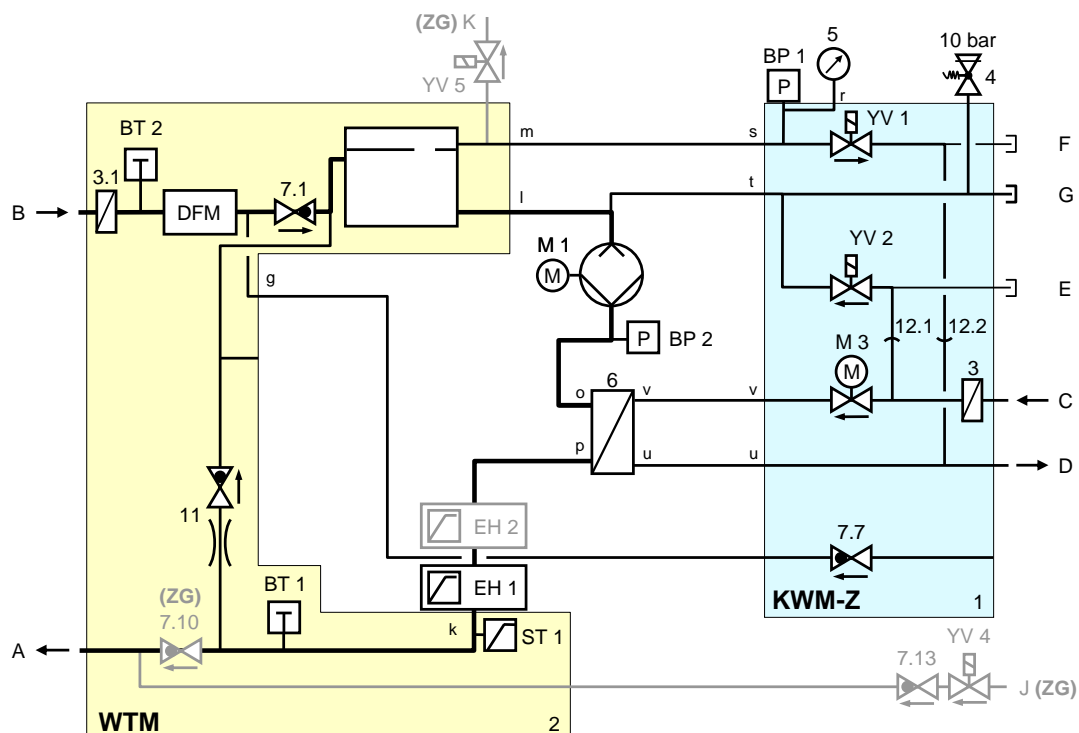 (ZG) K
YV 5
5
10 bar
BP 1
P
r
4
BT 2
m
s
YV 1
F
3.1
7.1
t
G
B
DFM
l
M 1
M
YV 2
g
E
12.1
12.2
P
BP 2
M 3
M
6
3
o
v
v
C
p
u
u
D
EH 2
11
7.7
BT 1
EH 1
(ZG)
7.10
KWM-Z
1
k
ST 1
YV 4
A
7.13
J (ZG)
WTM
2